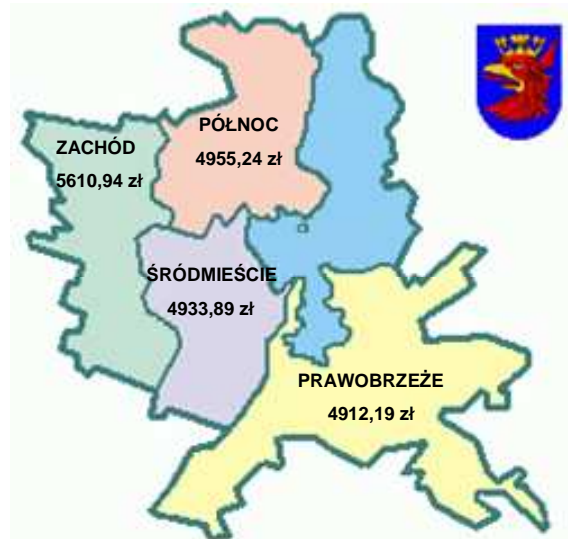 PÓŁNOC
4955,24 zł
ZACHÓD
5610,94 zł
ŚRÓDMIEŚCIE
4933,89 zł
PRAWOBRZEŻE
4912,19 zł